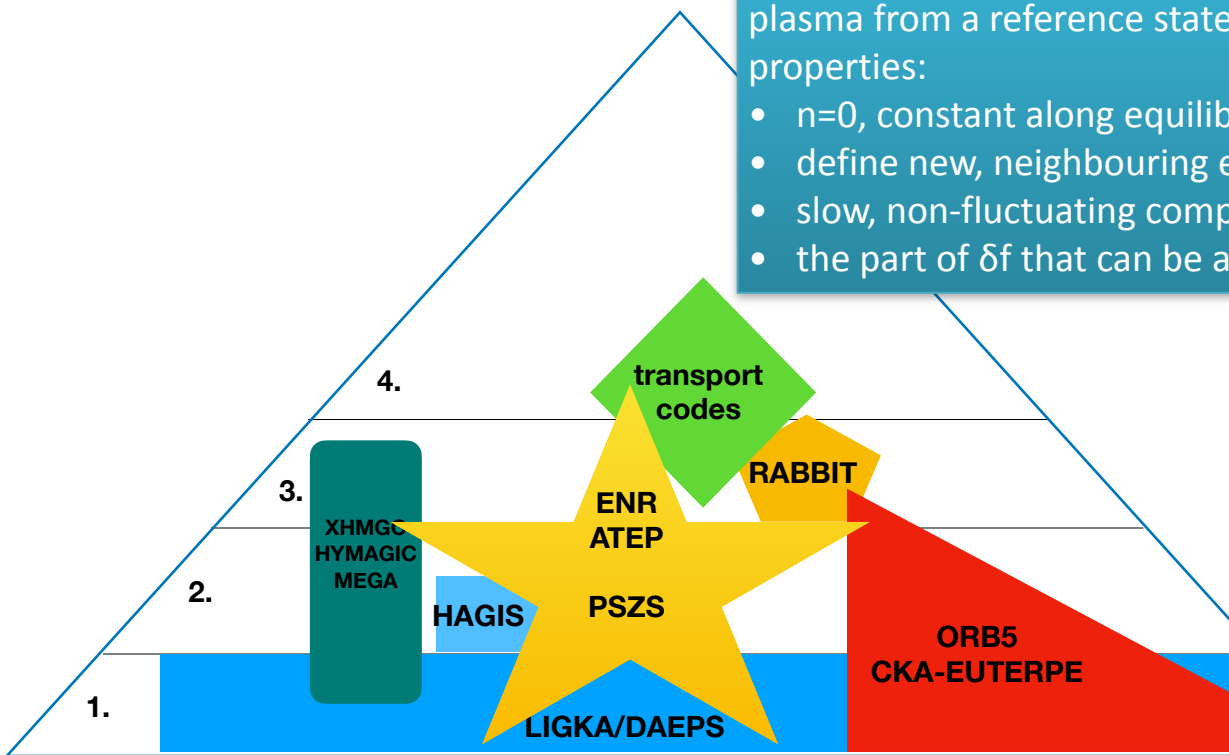 plasma from a reference state
properties:
• n=0, constant along equilib
• define new, neighbouring e
• slow, non-fluctuating comp
• the part of δf that can be a
4.
transport
codes
3.
RABBIT
XHMGC
HYMAGIC
MEGA
ENR
ATEP
2.
HAGIS
PSZS
ORB5
CKA-EUTERPE
1.
LIGKA/DAEPS